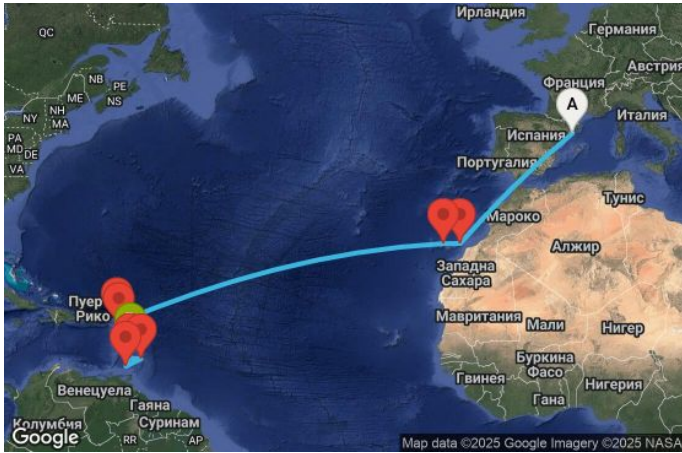 Ирландия
QC
Германия
Австрия
NB
PE
ME
NS
Франция
NH
NY
MA
A
Италия
Испания
PA
MD
DE
VA
Португалия
Тунис
Мароко
Алжир
Западна
Сахара
Пуерто
Рико
Мавритания
Мали
Нигер
Буркина
Фасо
Гвинея
Нигерия
Венецуела
Гана
Гаяна
Колумбия
Суринам
RR
AP
Google
Map data ©2025 Google Imagery ©2025 NASA